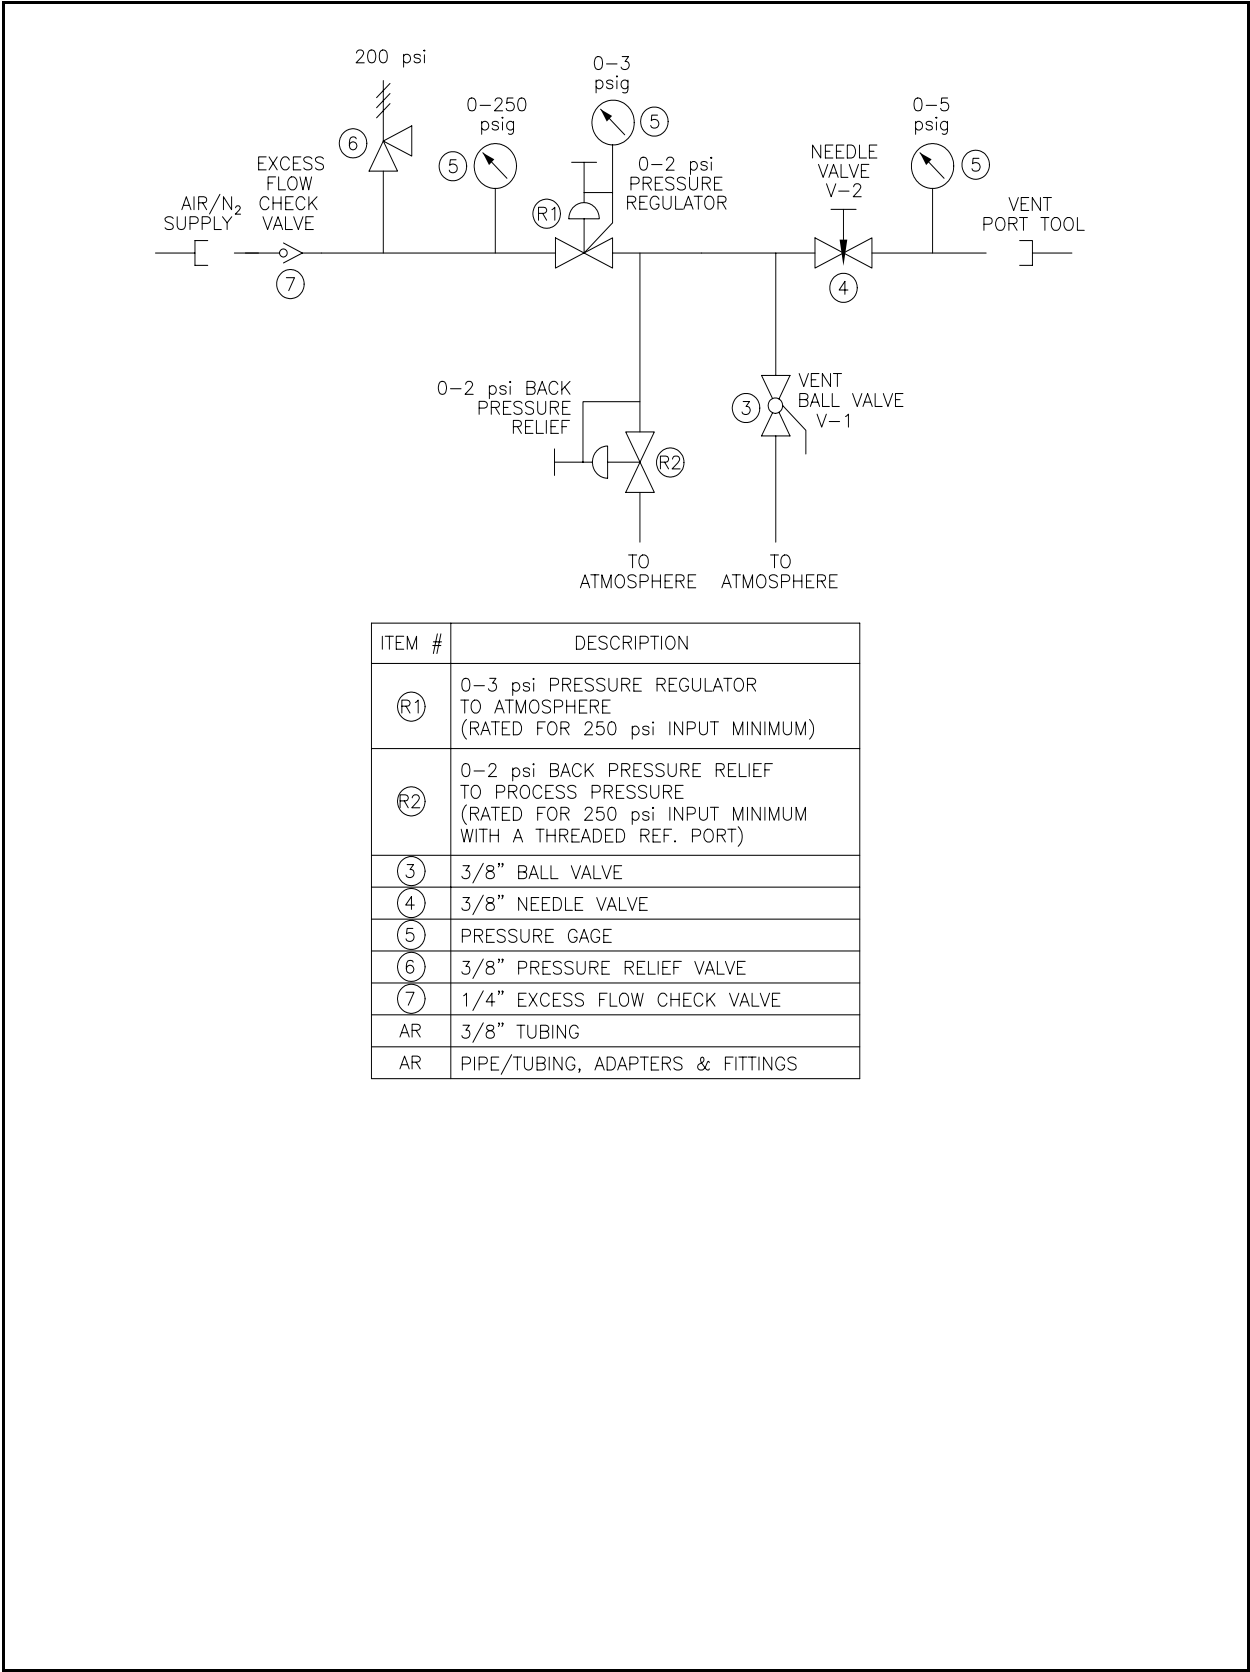 200 psi
0-3
psig
0-250
psig
0-5
psig
6
5
5
5
EXCESS
FLOW
CHECK
VALVE
0-2 psi
PRESSURE
REGULATOR
NEEDLE
VALVE
V-2
AIR/N2
SUPPLY
R1
VENT
PORT TOOL
7
4
0-2 psi BACK
PRESSURE
RELIEF
R2
3
VENT
BALL VALVE
V-1
TO
ATMOSPHERE
TO
ATMOSPHERE
ITEM # DESCRIPTION
R1
0-3 psi PRESSURE REGULATOR
TO ATMOSPHERE
(RATED FOR 250 psi INPUT MINIMUM)
R2
0-2 psi BACK PRESSURE RELIEF
TO PROCESS PRESSURE
(RATED FOR 250 psi INPUT MINIMUM
WITH A THREADED REF. PORT)
3 3/8" BALL VALVE
4 3/8" NEEDLE VALVE
5 PRESSURE GAGE
6 3/8" PRESSURE RELIEF VALVE
7 1/4" EXCESS FLOW CHECK VALVE
AR 3/8" TUBING
AR PIPE/TUBING, ADAPTERS & FITTINGS